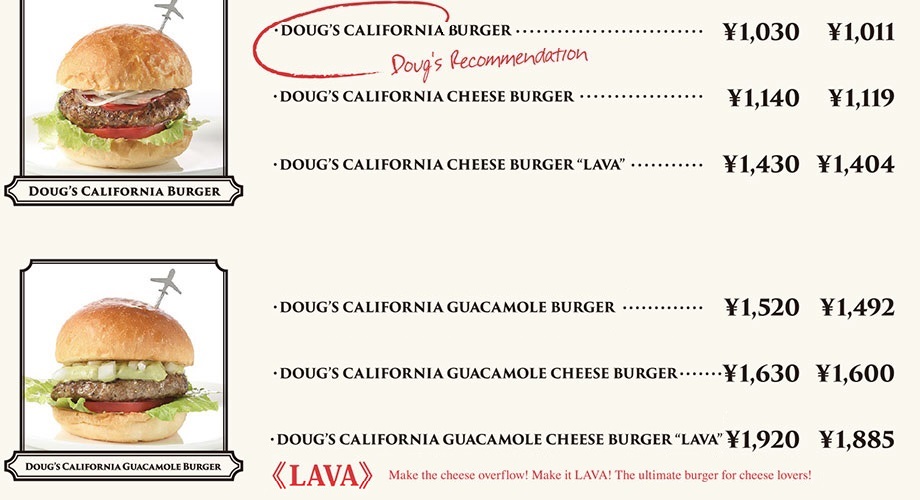 ·DOUG'S CALIFORNIA BURGER ¥1,030 ¥1,011
Doug's Recommendation
·DOUG'S CALIFORNIA CHEESE BURGER ¥1,140 ¥1,119
·DOUG'S CALIFORNIA CHEESE BURGER “LAVA” ¥1,430 ¥1,404
DOUG'S CALIFORNIA BURGER
·DOUG'S CALIFORNIA GUACAMOLE BURGER ¥1,520 ¥1,492
·DOUG'S CALIFORNIA GUACAMOLE CHEESE BURGER ¥1,630 ¥1,600
·DOUG'S CALIFORNIA GUACAMOLE CHEESE BURGER “LAVA” ¥1,920 ¥1,885
DOUG'S CALIFORNIA GUACAMOLE BURGER
《LAVA》 Make the cheese overflow! Make it LAVA! The ultimate burger for cheese lovers!